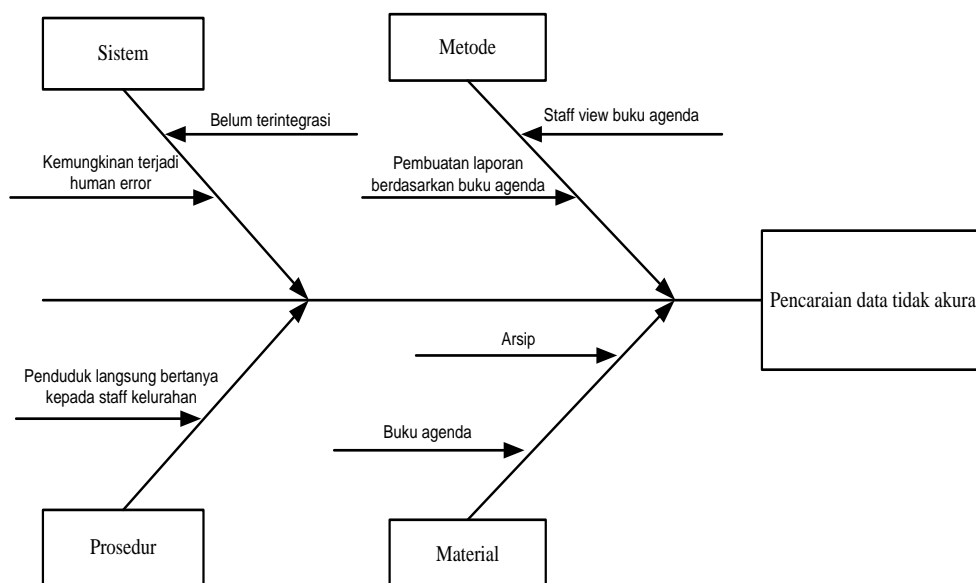 Sistem
Metode
Belum terintegrasi
Staff view buku agenda
Kemungkinan terjadi
human error
Pembuatan laporan
berdasarkan buku agenda
Pencaraian data tidak akura
Arsip
Penduduk langsung bertanya
kepada staff kelurahan
Buku agenda
Prosedur
Material